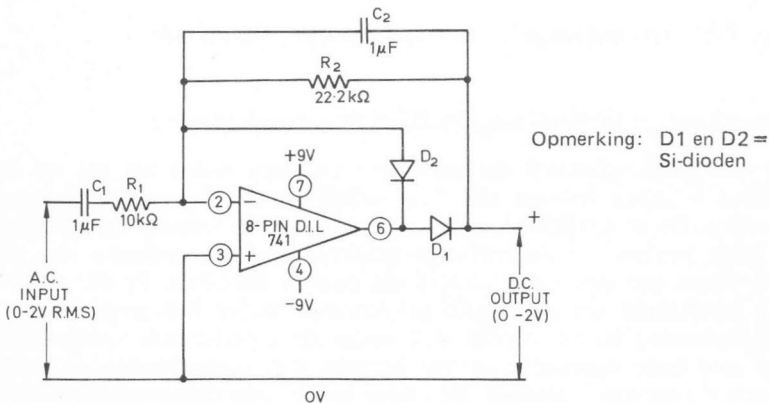 C2
1µF
R2
22·2kΩ
Opmerking: D1 en D2 =
Si-dioden
+9V
D2
C1
R1
7
1µF
10kΩ
2
−
8-PIN D.I.L
741
6
+
3
+
D1
4
A.C.
INPUT
(0-2V R.M.S)
−9V
D.C.
OUTPUT
(0 -2V)
0V